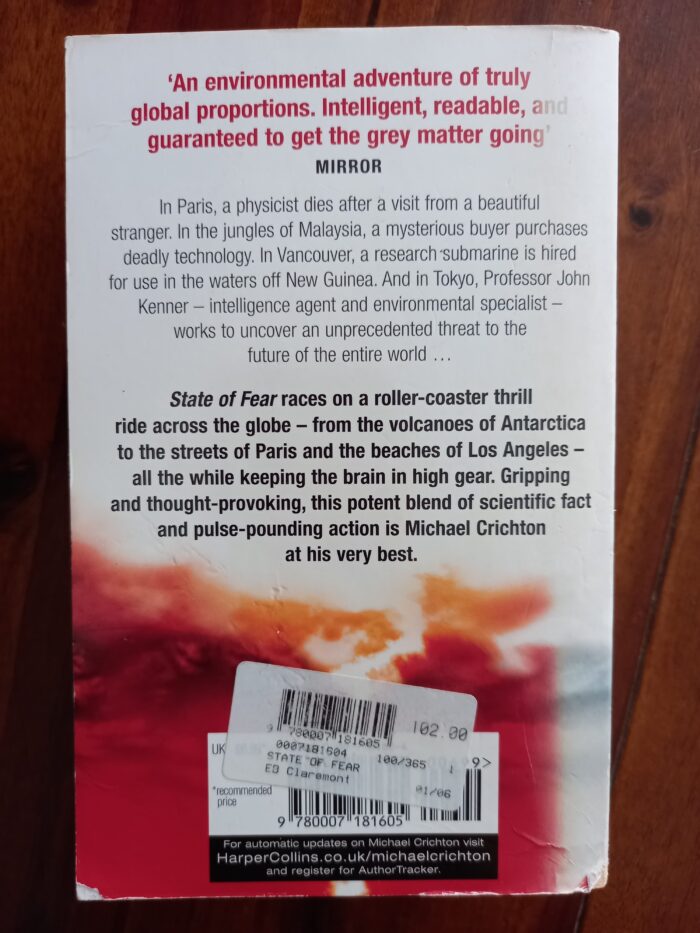 ‘An environmental adventure of truly
global proportions. Intelligent, readable, and
guaranteed to get the grey matter going’
MIRROR
In Paris, a physicist dies after a visit from a beautiful
stranger. In the jungles of Malaysia, a mysterious buyer purchases
deadly technology. In Vancouver, a research submarine is hired
for use in the waters off New Guinea. And in Tokyo, Professor John
Kenner – intelligence agent and environmental specialist –
works to uncover an unprecedented threat to the
future of the entire world …
State of Fear races on a roller-coaster thrill
ride across the globe – from the volcanoes of Antarctica
to the streets of Paris and the beaches of Los Angeles –
all the while keeping the brain in high gear. Gripping
and thought-provoking, this potent blend of scientific fact
and pulse-pounding action is Michael Crichton
at his very best.
102.00
9 780007 181605
0007181604 100/365 1
STATE OF FEAR
EB Claremont 01/06
UK
9>
*recommended
price
9 780007 181605
For automatic updates on Michael Crichton visit
HarperCollins.co.uk/michaelcrichton
and register for AuthorTracker.